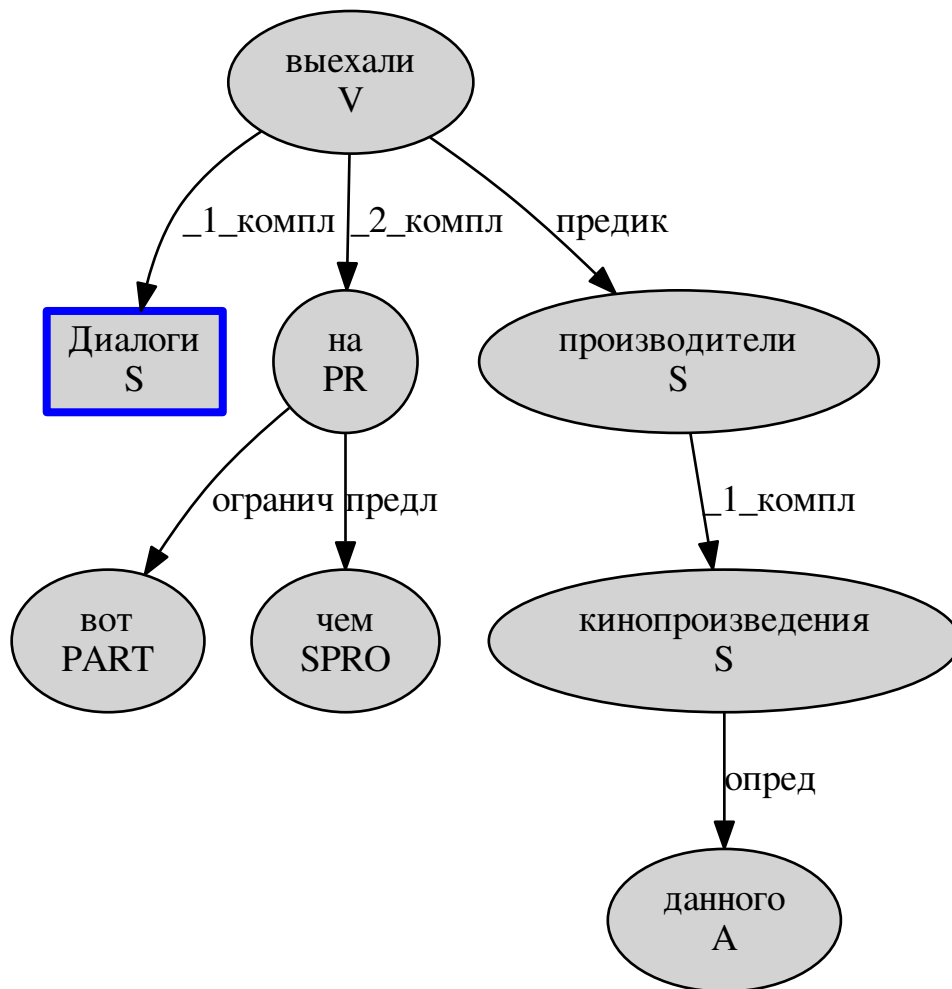 выехали
V
_1_компл
_2_компл
предик
Диалоги
S
на
PR
производители
S
огранич
предл
_1_компл
вот
PART
чем
SPRO
кинопроизведения
S
опред
данного
A